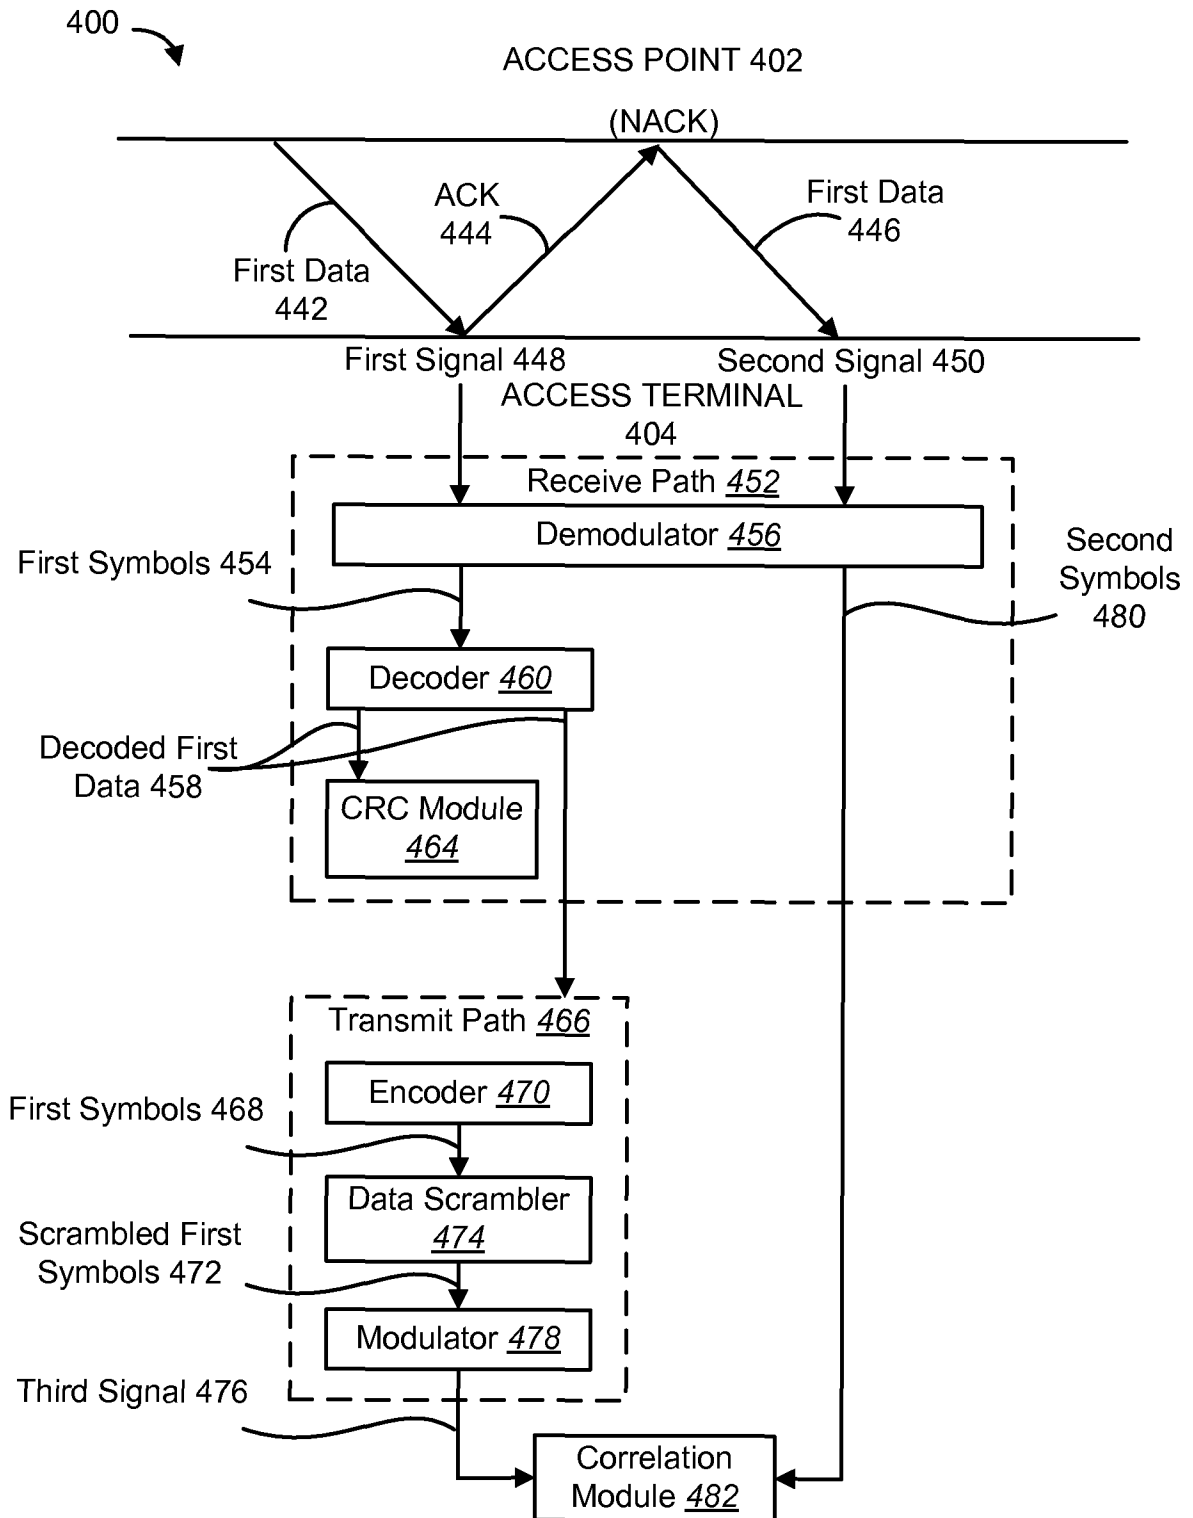 400
ACCESS POINT 402
(NACK)
ACK
444
First Data
446
First Data
442
First Signal 448
Second Signal 450
ACCESS TERMINAL
404
Receive Path 452
Demodulator 456
First Symbols 454
Second
Symbols
480
Decoder 460
Decoded First
Data 458
CRC Module
464
Transmit Path 466
Encoder 470
First Symbols 468
Data Scrambler
474
Scrambled First
Symbols 472
Modulator 478
Third Signal 476
Correlation
Module 482